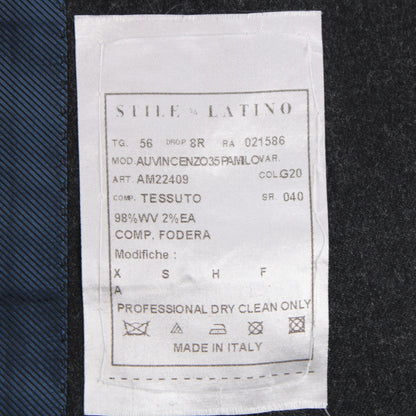 STILE LATINO
TG. 56 DROP 8R RA 021586
MOD. AUVINCENZO35PAMILO VAR.
ART. AM22409 COL G20
COMP. TESSUTO SR. 040
98%WV 2%EA
COMP. FODERA
Modifiche :
X S H F
A
PROFESSIONAL DRY CLEAN ONLY
MADE IN ITALY